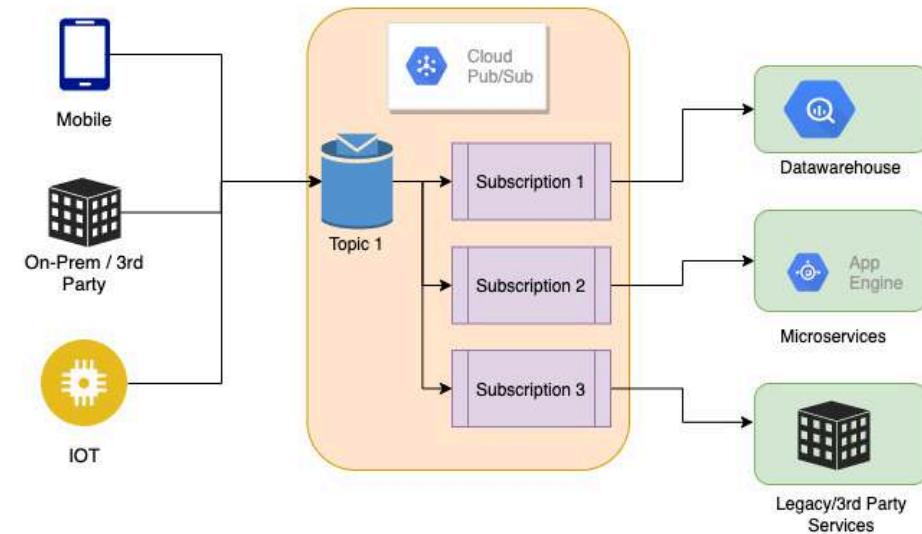 Mobile
On-Prem / 3rd
Party
IOT
Cloud
Pub/Sub
Topic 1
Subscription 1
Subscription 2
Subscription 3
Datawarehouse
App
Engine
Microservices
Legacy/3rd Party
Services